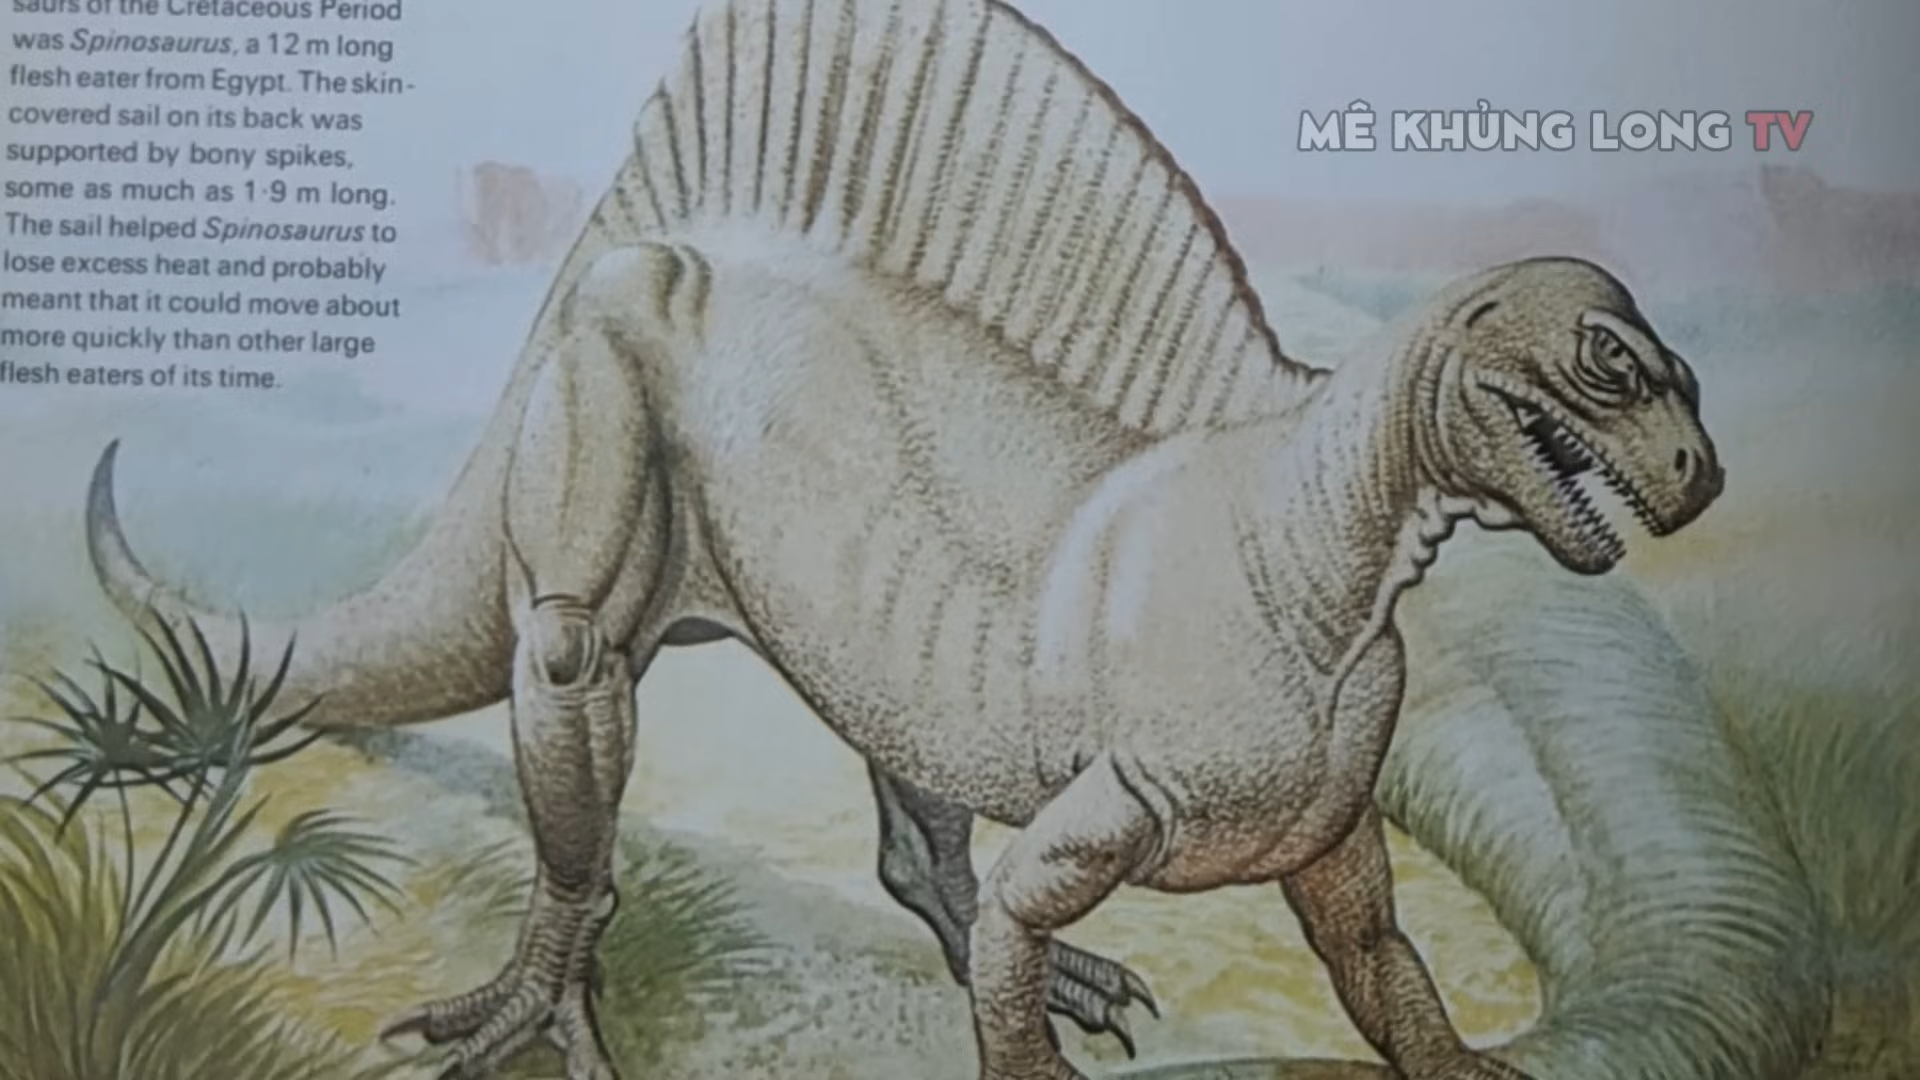 saurs of the Cretaceous Period
was Spinosaurus, a 12 m long
flesh eater from Egypt. The skin-
covered sail on its back was
supported by bony spikes,
some as much as 1·9 m long.
The sail helped Spinosaurus to
lose excess heat and probably
meant that it could move about
more quickly than other large
flesh eaters of its time.
MÊ KHỦNG LONG TV